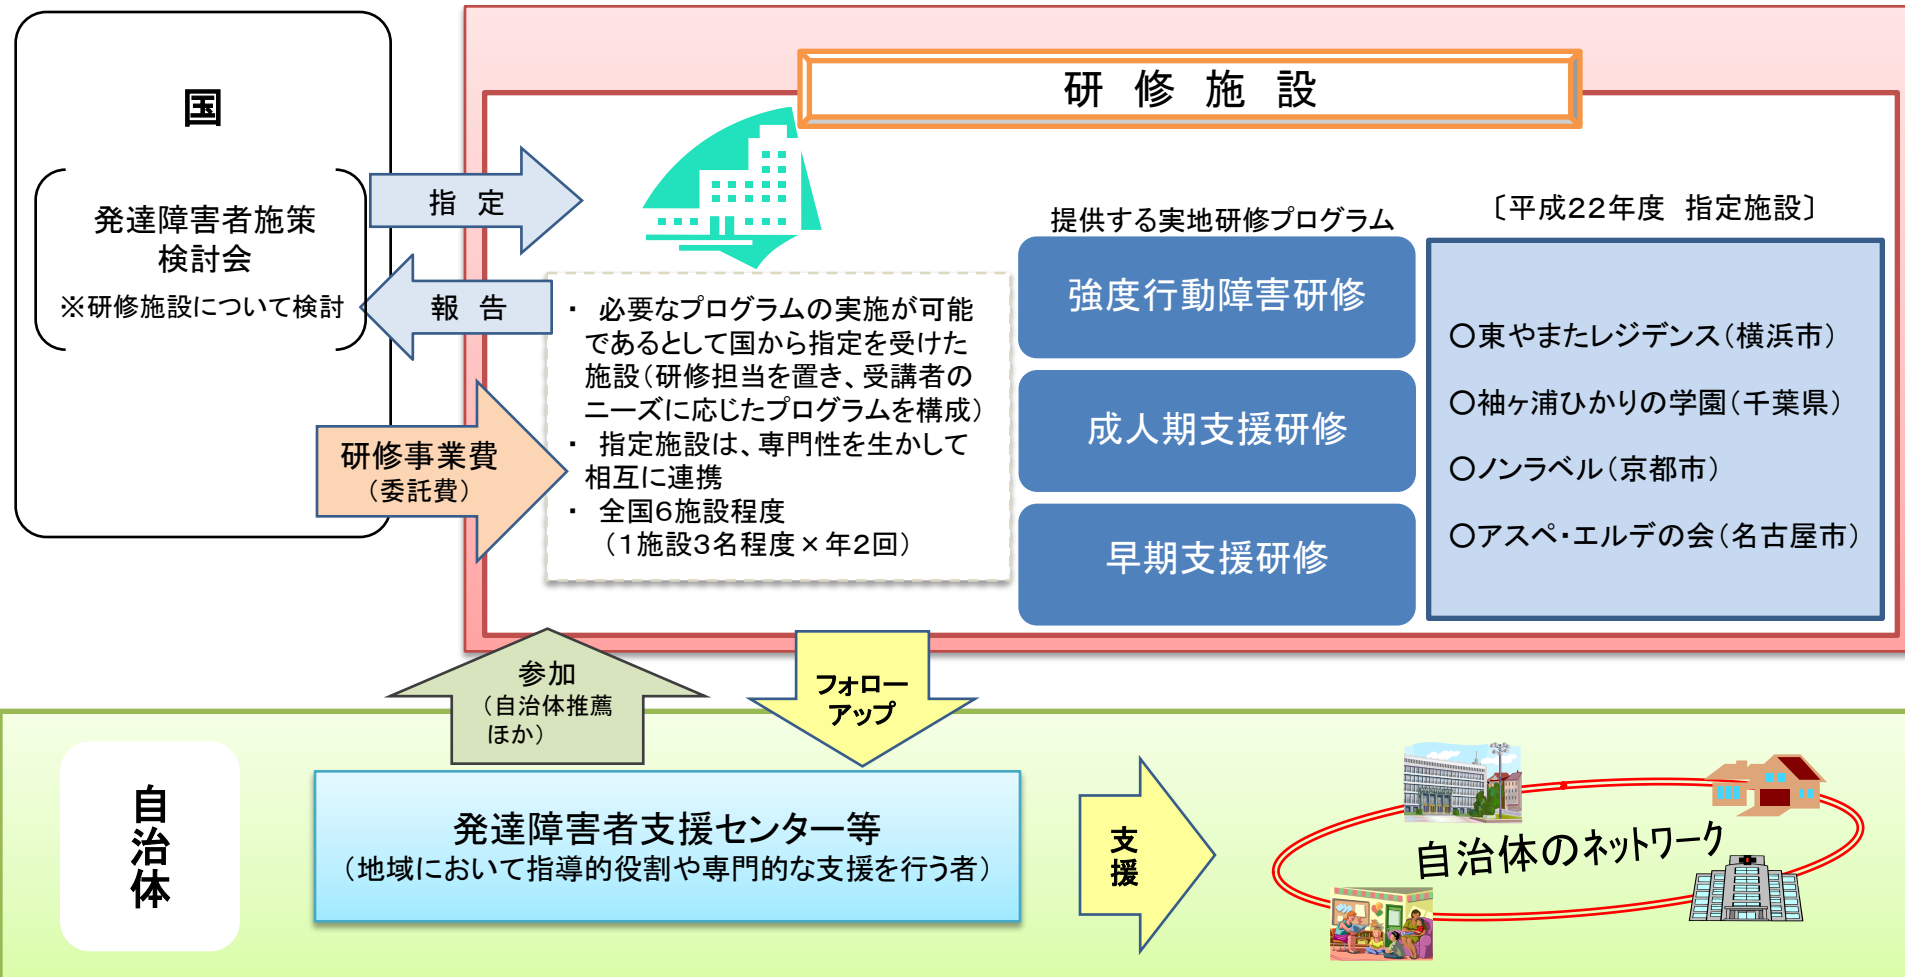 国
発達障害者施策
検討会
※研修施設について検討
指 定
報 告
研修事業費
（委託費）
研 修 施 設
・ 必要なプログラムの実施が可能
であるとして国から指定を受けた
施設（研修担当を置き、受講者の
ニーズに応じたプログラムを構成）
・ 指定施設は、専門性を生かして
相互に連携
・ 全国６施設程度
（１施設３名程度×年２回）
提供する実地研修プログラム
強度行動障害研修
成人期支援研修
早期支援研修
〔平成２２年度 指定施設〕
○東やまたレジデンス（横浜市）
○袖ヶ浦ひかりの学園（千葉県）
○ノンラベル（京都市）
○アスペ・エルデの会（名古屋市）
参加
（自治体推薦
ほか）
フォロー
アップ
自治体
発達障害者支援センター等
（地域において指導的役割や専門的な支援を行う者）
支援
自治体のネットワーク